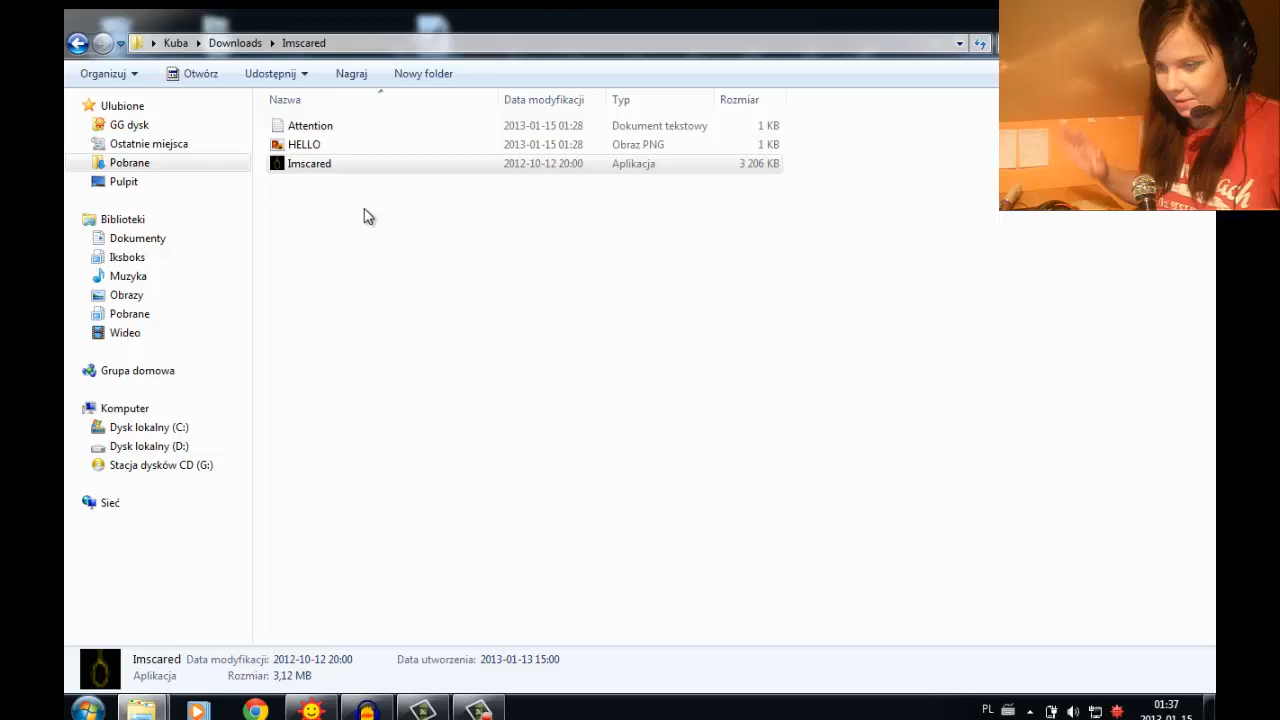 Kuba Downloads Imscared
Organizuj Otwórz Udostępnij Nagraj Nowy folder
Nazwa Data modyfikacji Typ Rozmiar
Attention 2013-01-15 01:28 Dokument tekstowy 1 KB
HELLO 2013-01-15 01:28 Obraz PNG 1 KB
Imscared 2012-10-12 20:00 Aplikacja 3 206 KB
Ulubione
GG dysk
Ostatnie miejsca
Pobrane
Pulpit
Biblioteki
Dokumenty
Iksboks
Muzyka
Obrazy
Pobrane
Wideo
Grupa domowa
Komputer
Dysk lokalny (C:)
Dysk lokalny (D:)
Stacja dysków CD (G:)
Sieć
Imscared Data modyfikacji: 2012-10-12 20:00 Data utworzenia: 2013-01-13 15:00
Aplikacja Rozmiar: 3,12 MB
PL 01:37
2013-01-15